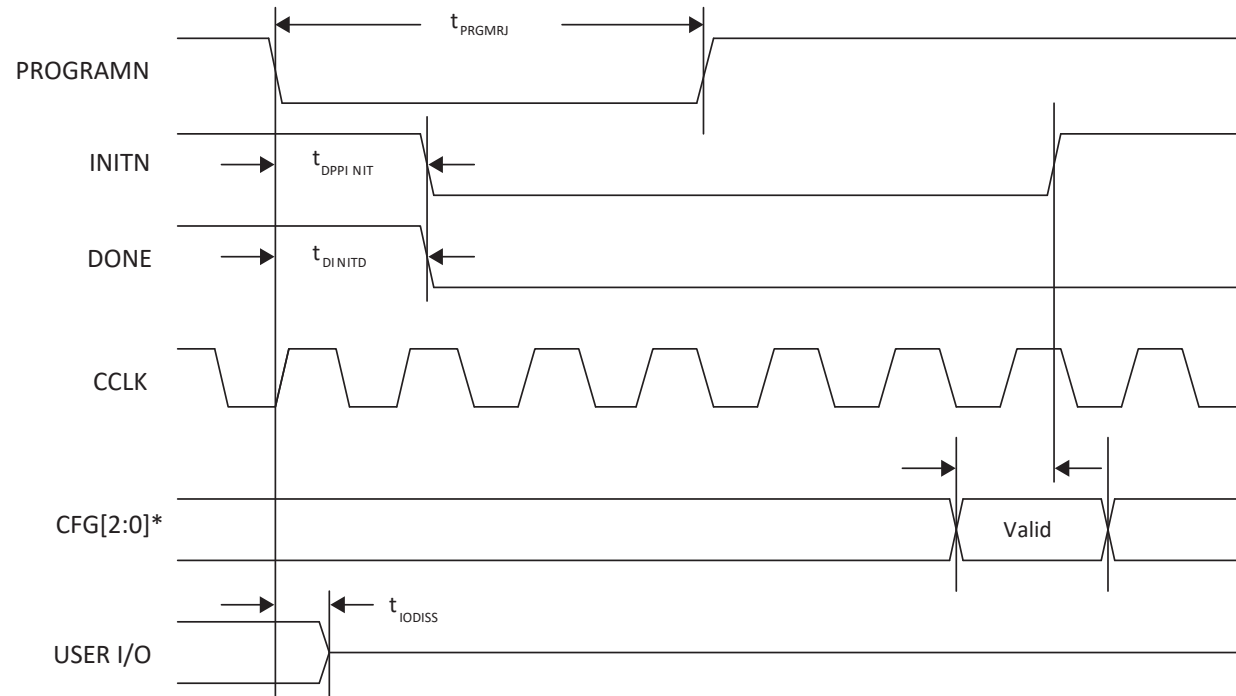 tPRGMRJ
PROGRAMN
INITN
tDPPI NIT
DONE
tDI NITD
CCLK
CFG[2:0]*
Valid
tIODISS
USER I/O